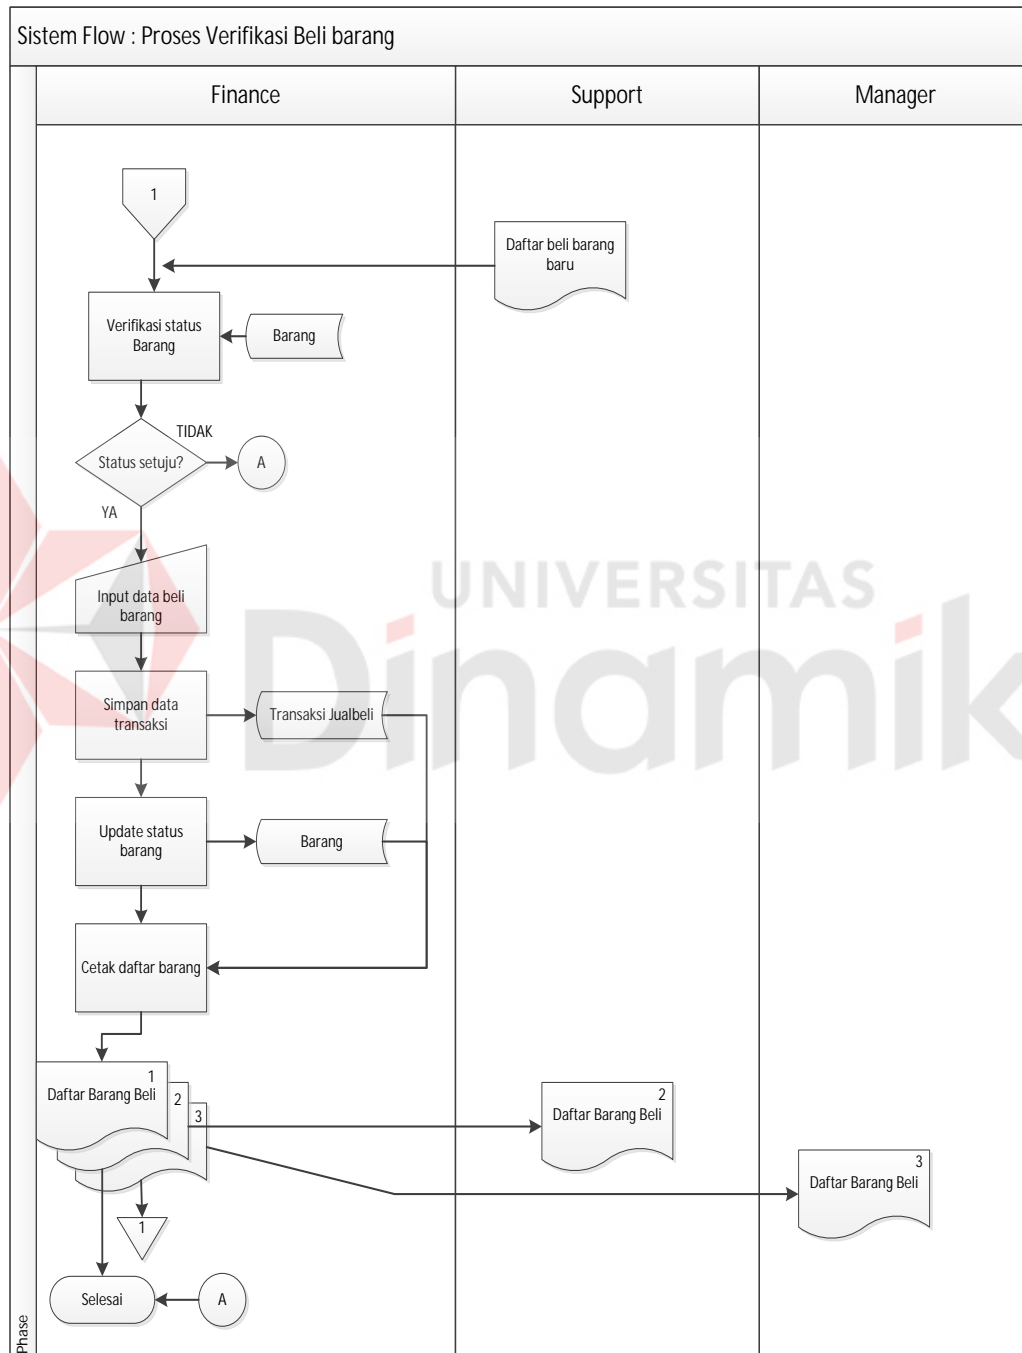 Sistem Flow : Proses Verifikasi Beli barang
Finance
Support
Manager
1
Daftar beli barang
baru
Verifikasi status
Barang
Barang
TIDAK
Status setuju?
A
YA
UNIVERSITAS
Dinamik
Input data beli
barang
Simpan data
transaksi
Transaksi Jualbeli
Update status
barang
Barang
Cetak daftar barang
1
Daftar Barang Beli
2
3
2
Daftar Barang Beli
3
Daftar Barang Beli
1
Selesai
A
Phase